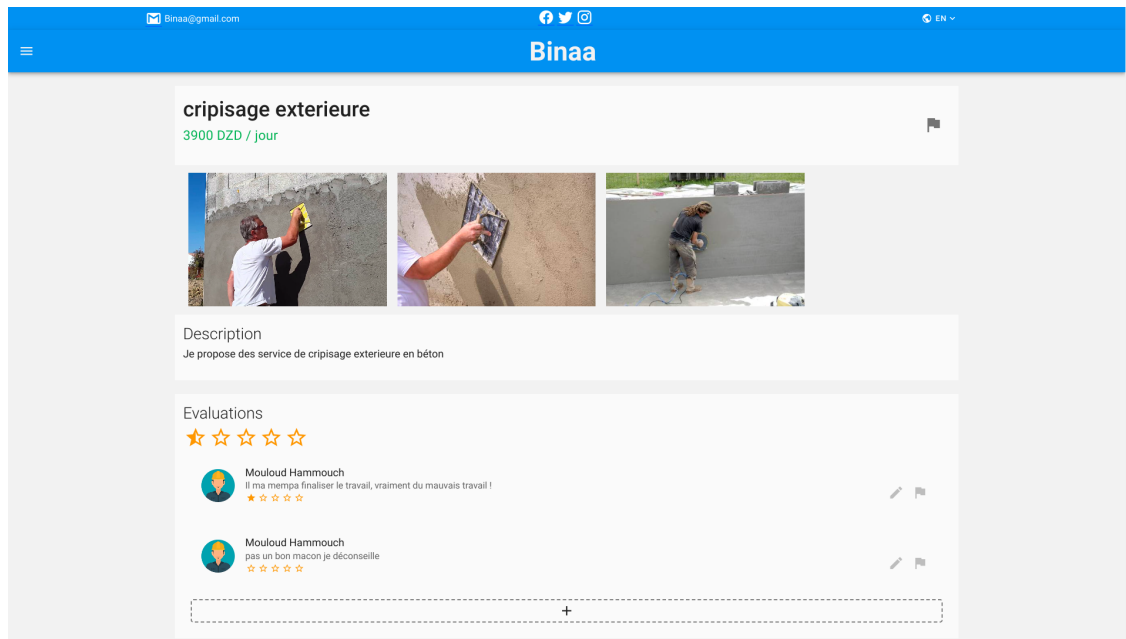 Binaa@gmail.com
EN
Binaa
cripisage exterieure
3900 DZD / jour
Description
Je propose des service de cripisage exterieure en béton
Evaluations
Mouloud Hammouch
Il ma mempa finaliser le travail, vraiment du mauvais travail !
Mouloud Hammouch
pas un bon macon je déconseille
+